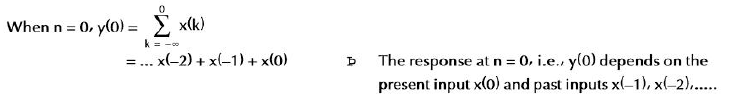 When n = 0, y(0) = 0 ∑ k = −∞ x(k)
= ... x(−2) + x(−1) + x(0) Þ The response at n = 0, i.e., y(0) depends on the
present input x(0) and past inputs x(−1), x(−2),.....